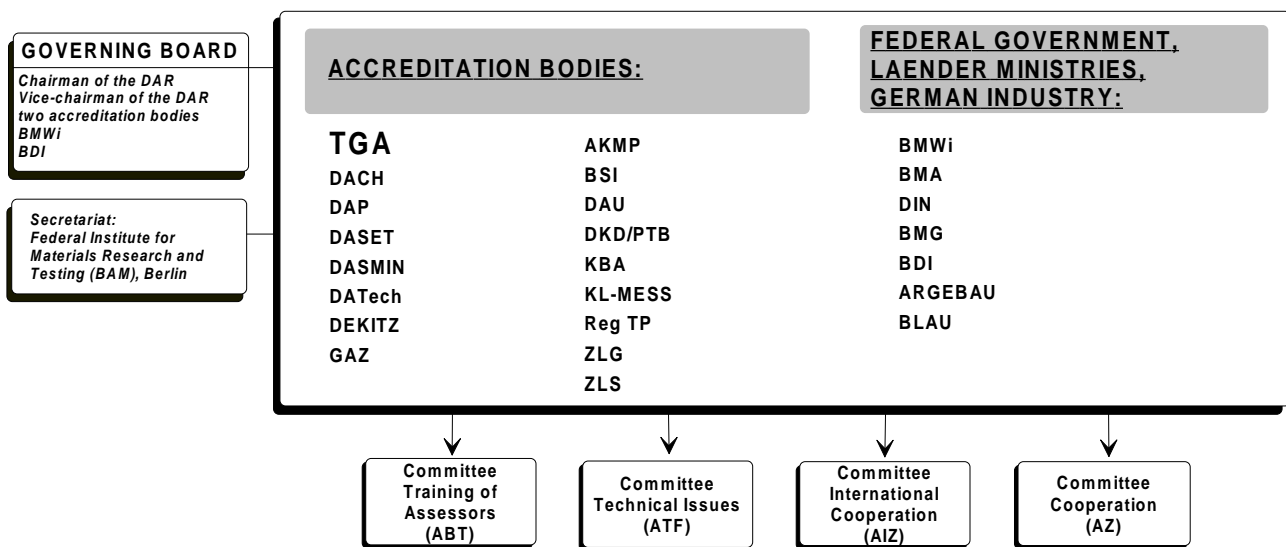 GOVERNING BOARD
Chairman of the DAR
Vice-chairman of the DAR
two accreditation bodies
BMWi
BDI
Secretariat:
Federal Institute for
Materials Research and
Testing (BAM), Berlin
ACCREDITATION BODIES:
TGA
DACH
DAP
DASET
DASMIN
DATech
DEKITZ
GAZ
AKMP
BSI
DAU
DKD/PTB
KBA
KL-MESS
Reg TP
ZLG
ZLS
FEDERAL GOVERNMENT,
LAENDER MINISTRIES,
GERMAN INDUSTRY:
BMWi
BMA
DIN
BMG
BDI
ARGEBAU
BLAU
Committee
Training of
Assessors
(ABT)
Committee
Technical Issues
(ATF)
Committee
International
Cooperation
(AIZ)
Committee
Cooperation
(AZ)